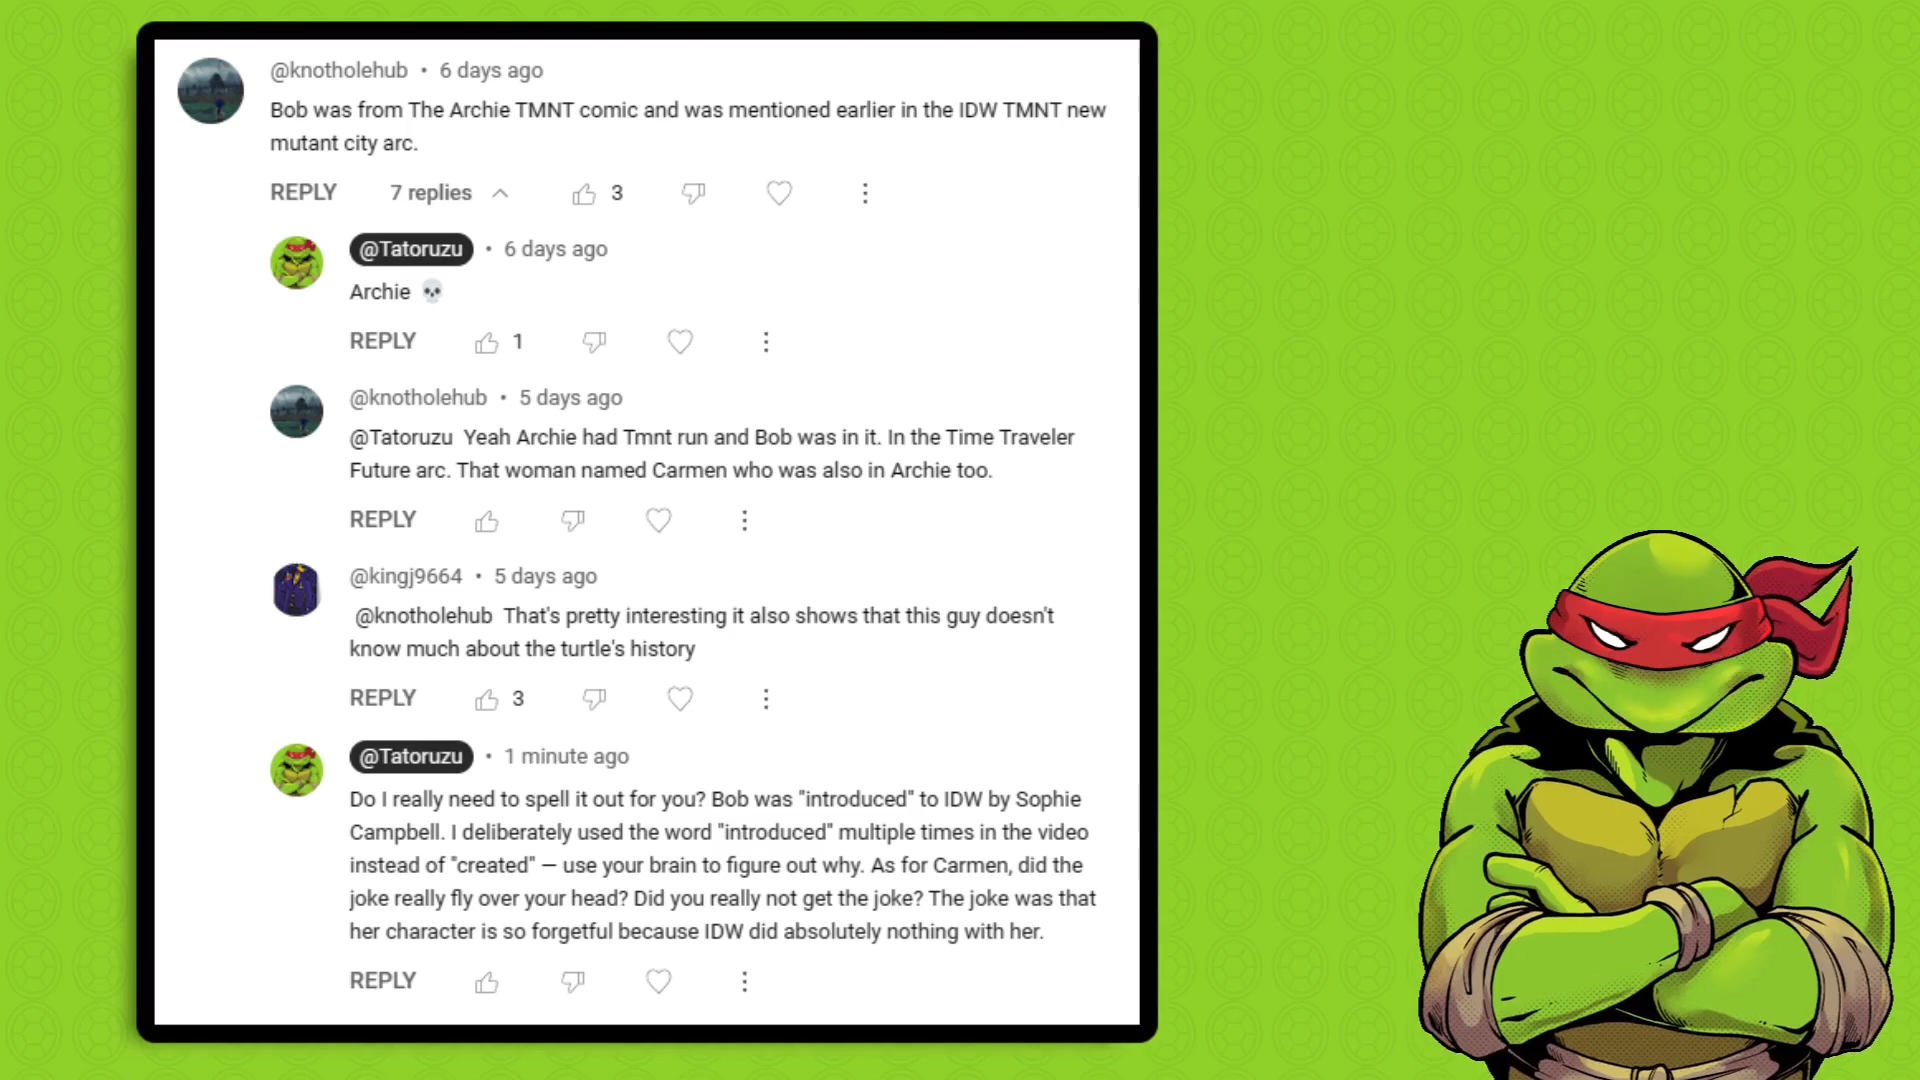 @knotholehub • 6 days ago
Bob was from The Archie TMNT comic and was mentioned earlier in the IDW TMNT new
mutant city arc.
REPLY 7 replies 3
@Tatoruzu • 6 days ago
Archie 💀
REPLY 1
@knotholehub • 5 days ago
@Tatoruzu Yeah Archie had Tmnt run and Bob was in it. In the Time Traveler
Future arc. That woman named Carmen who was also in Archie too.
REPLY
@kingj9664 • 5 days ago
@knotholehub That's pretty interesting it also shows that this guy doesn't
know much about the turtle's history
REPLY 3
@Tatoruzu • 1 minute ago
Do I really need to spell it out for you? Bob was "introduced" to IDW by Sophie
Campbell. I deliberately used the word "introduced" multiple times in the video
instead of "created" — use your brain to figure out why. As for Carmen, did the
joke really fly over your head? Did you really not get the joke? The joke was that
her character is so forgetful because IDW did absolutely nothing with her.
REPLY